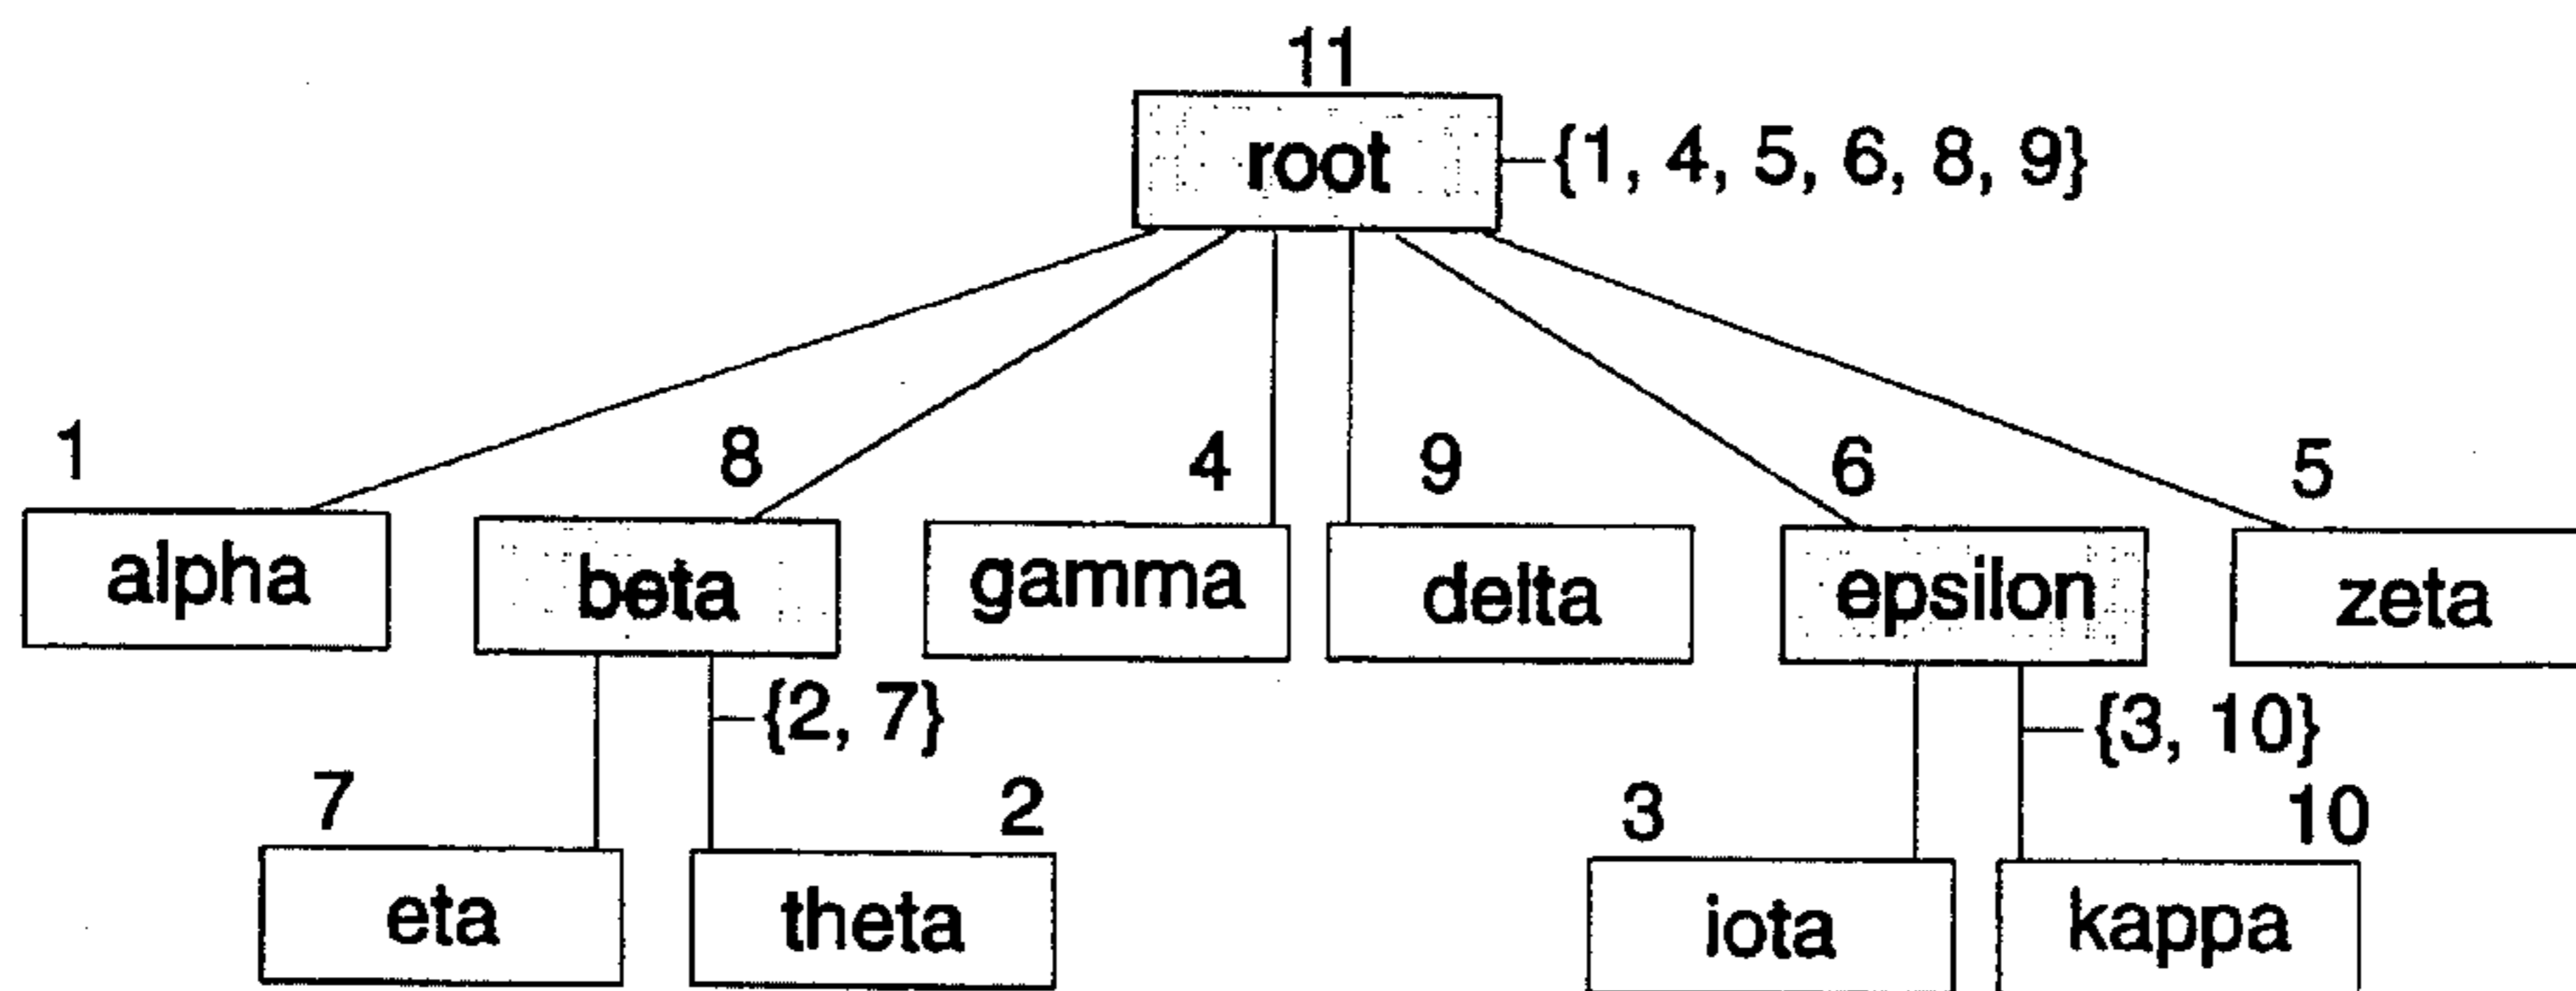 11
root {1, 4, 5, 6, 8, 9}
1 8 4 9 6 5
alpha beta gamma delta epsilon zeta
{2, 7} {3, 10}
7 2 3 10
eta theta iota kappa